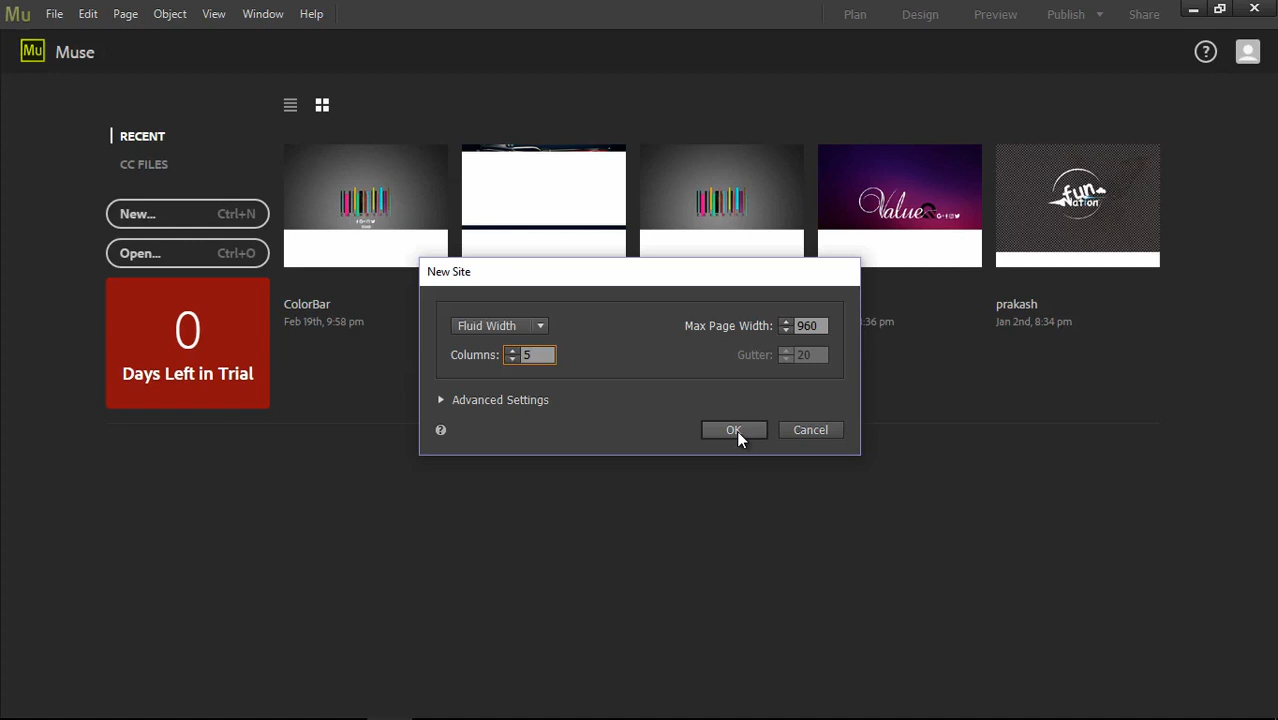 Mu File Edit Page Object View Window Help Plan Design Preview Publish Share
Mu Muse ?
RECENT
CC FILES
New... Ctrl+N
Open... Ctrl+O
0
Days Left in Trial
Value
fun
Nation
ColorBar
Feb 19th, 9:58 pm
:36 pm
prakash
Jan 2nd, 8:34 pm
New Site
Fluid Width Max Page Width: 960
Columns: 5 Gutter: 20
Advanced Settings
? OK Cancel